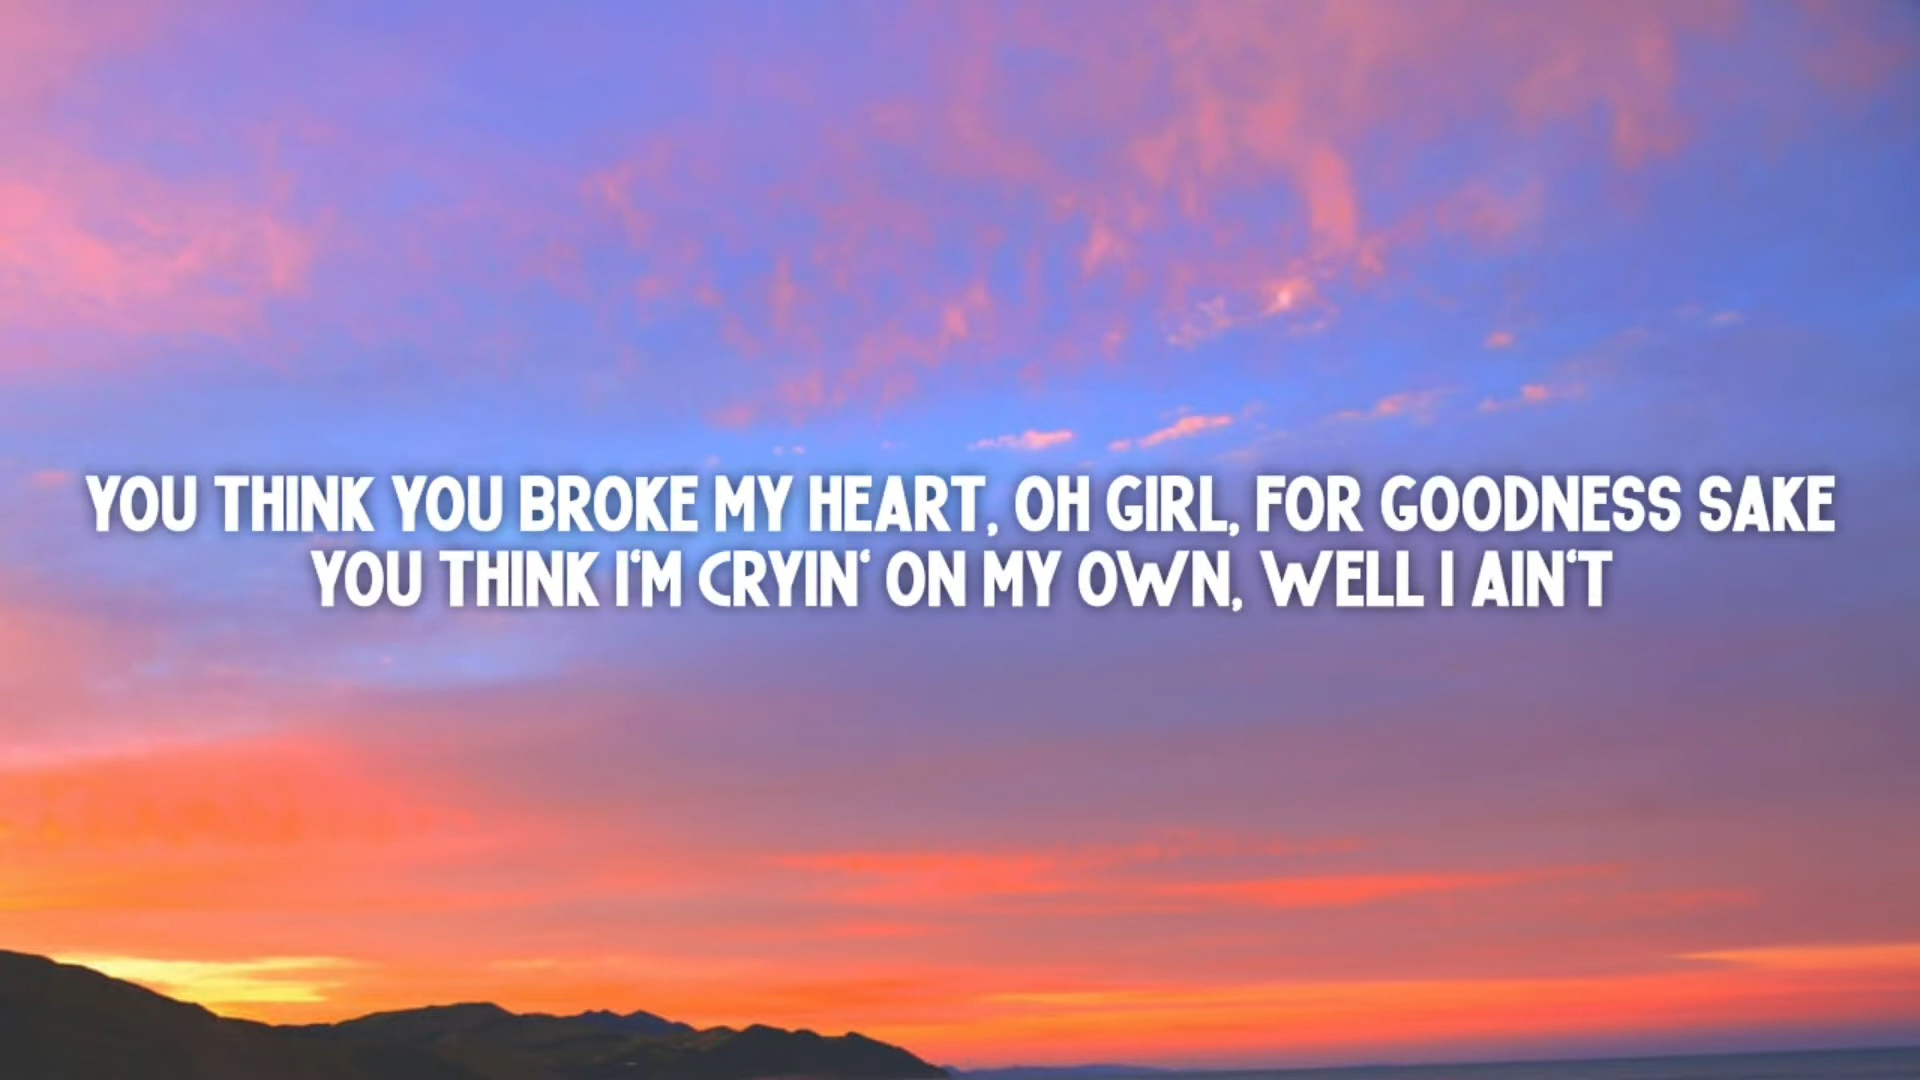 YOU THINK YOU BROKE MY HEART, OH GIRL, FOR GOODNESS SAKE
YOU THINK I'M CRYIN' ON MY OWN, WELL I AIN'T